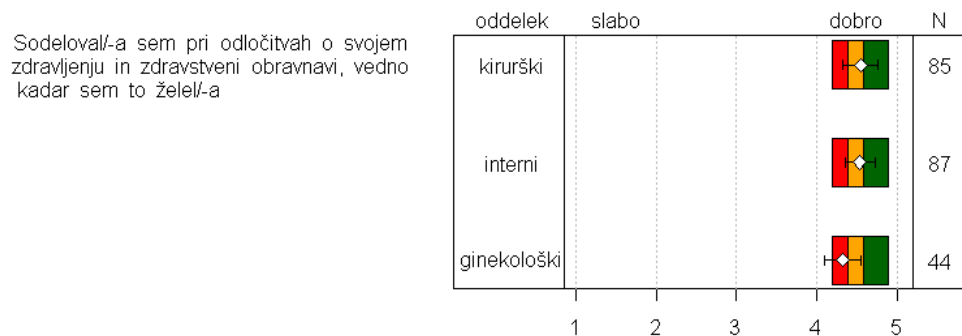 oddelek slabo dobro N
Sodeloval/-a sem pri odločitvah o svojem
zdravljenju in zdravstveni obravnavi, vedno
kadar sem to želel/-a
kirurški 85
interni 87
ginekološki 44
1 2 3 4 5